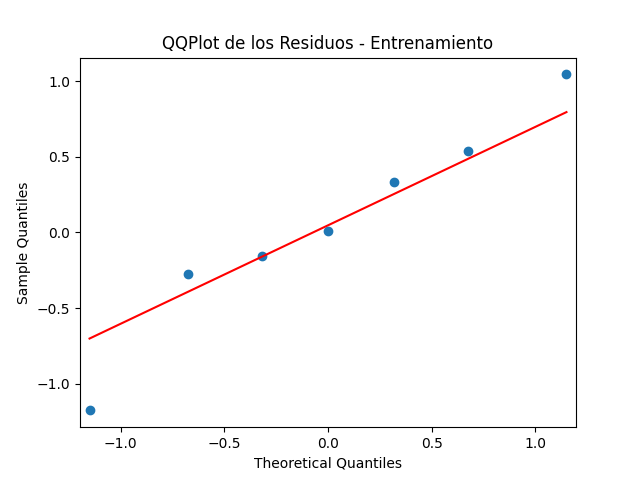 QQPlot de los Residuos - Entrenamiento
1.0
0.5
0.0
−0.5
−1.0
Sample Quantiles
−1.0 −0.5 0.0 0.5 1.0
Theoretical Quantiles